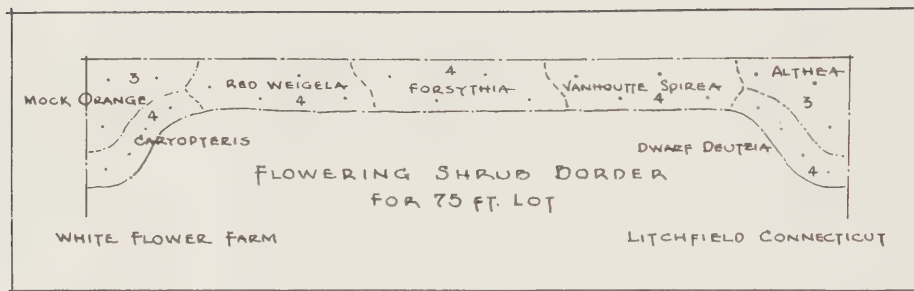 3
MOCK ORANGE
4
CARYOPTERIS
RED WEIGELA
4
4
FORSYTHIA
VANHOUTTE SPIREA
4
ALTHEA
3
DWARF DEUTZIA
4
FLOWERING SHRUB BORDER
FOR 75 FT. LOT
WHITE FLOWER FARM
LITCHFIELD CONNECTICUT